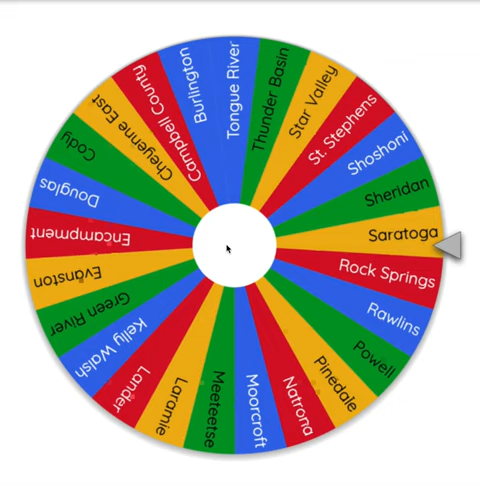 Tongue River
Thunder Basin
Star Valley
St. Stephens
Shoshoni
Sheridan
Saratoga
Rock Springs
Rawlins
Powell
Pinedale
Natrona
Moorcroft
Meeteetse
Laramie
Lander
Kelly Walsh
Green River
Evanston
Encampment
Douglas
Cody
Cheyenne East
Campbell County
Burlington